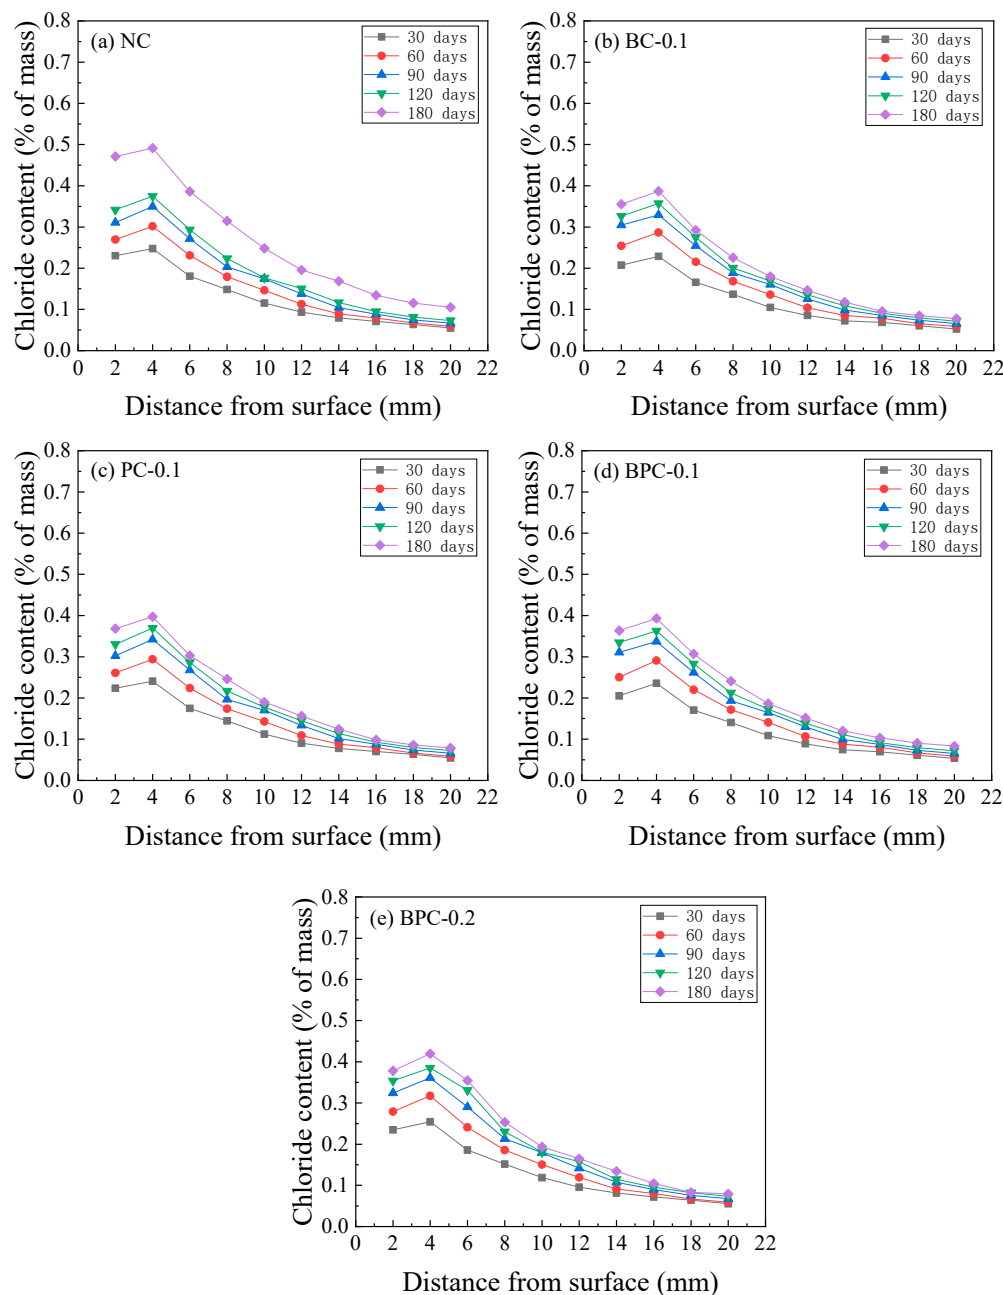 (a) NC
30 days
60 days
90 days
120 days
180 days
Chloride content (% of mass)
0.8
0.7
0.6
0.5
0.4
0.3
0.2
0.1
0.0
0 2 4 6 8 10 12 14 16 18 20 22
Distance from surface (mm)
(b) BC-0.1
30 days
60 days
90 days
120 days
180 days
Chloride content (% of mass)
0.8
0.7
0.6
0.5
0.4
0.3
0.2
0.1
0.0
0 2 4 6 8 10 12 14 16 18 20 22
Distance from surface (mm)
(c) PC-0.1
30 days
60 days
90 days
120 days
180 days
Chloride content (% of mass)
0.8
0.7
0.6
0.5
0.4
0.3
0.2
0.1
0.0
0 2 4 6 8 10 12 14 16 18 20 22
Distance from surface (mm)
(d) BPC-0.1
30 days
60 days
90 days
120 days
180 days
Chloride content (% of mass)
0.8
0.7
0.6
0.5
0.4
0.3
0.2
0.1
0.0
0 2 4 6 8 10 12 14 16 18 20 22
Distance from surface (mm)
(e) BPC-0.2
30 days
60 days
90 days
120 days
180 days
Chloride content (% of mass)
0.8
0.7
0.6
0.5
0.4
0.3
0.2
0.1
0.0
0 2 4 6 8 10 12 14 16 18 20 22
Distance from surface (mm)